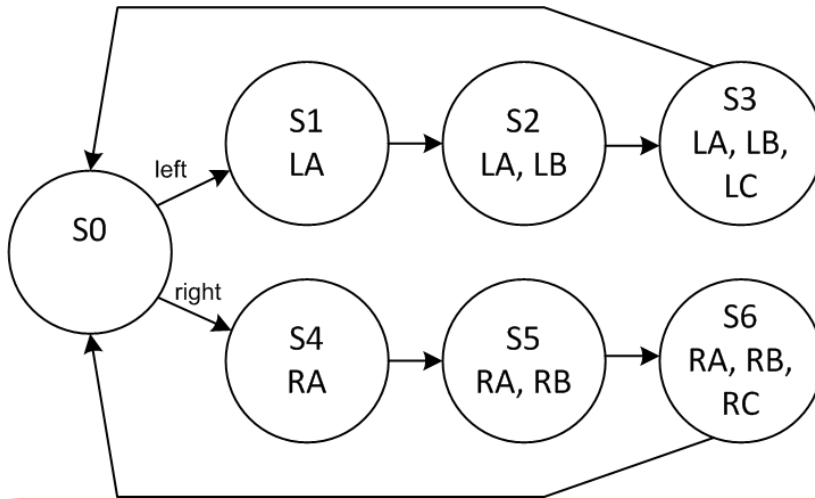 S1
LA
S2
LA, LB
S3
LA, LB,
LC
left
S0
right
S4
RA
S5
RA, RB
S6
RA, RB,
RC